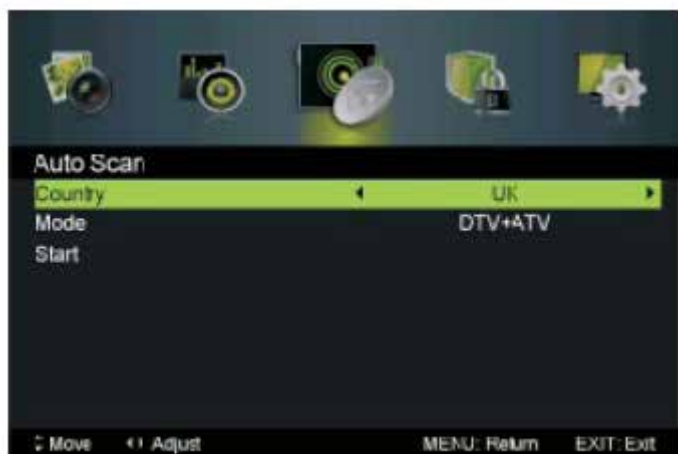 Auto Scan
Country UK
Mode DTV+ATV
Start
Move Adjust MENU: Return EXIT: Exit